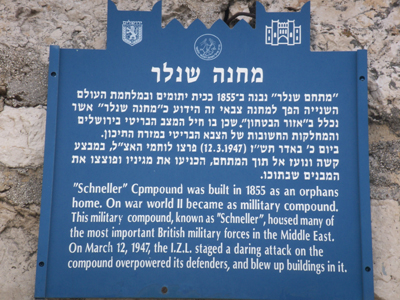 מחנה שנלר
"מתחם שנלר" נבנה ב־1855 כבית יתומים ובמלחמת העולם
השנייה הפך למחנה צבאי זה הידוע כ"מחנה שנלר" אשר
נכלל ב"אזור הבטחון", שכן בו חיל המצב הבריטי בירושלים
והמחלקות החשובות של הצבא הבריטי במזרח התיכון.
ביום כ' באדר תש"ז (12.3.1947) פרצו לוחמי האצ"ל, במבצע
קשה ונועז אל תוך המתחם, הכניעו את מגיניו ופוצצו את
המבנים שבתוכו.
"Schneller" Cpmpound was built in 1855 as an orphans
home. On war world II became as millitary compound.
This military compound, known as "Schneller", housed many of
the most important British military forces in the Middle East.
On March 12, 1947, the I.Z.L. staged a daring attack on the
compound overpowered its defenders, and blew up buildings in it.